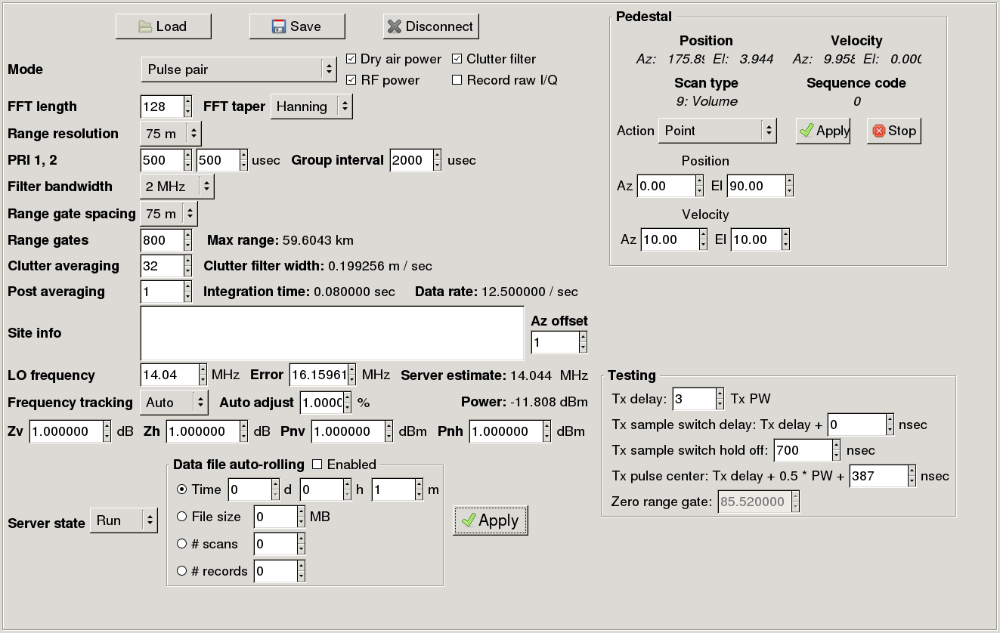 Load Save Disconnect
Mode Pulse pair Dry air power Clutter filter
RF power Record raw I/Q
FFT length 128 FFT taper Hanning
Range resolution 75 m
PRI 1, 2 500 500 usec Group interval 2000 usec
Filter bandwidth 2 MHz
Range gate spacing 75 m
Range gates 800 Max range: 59.6043 km
Clutter averaging 32 Clutter filter width: 0.199256 m / sec
Post averaging 1 Integration time: 0.080000 sec Data rate: 12.500000 / sec
Site info
Az offset
1
LO frequency 14.04 MHz Error 16.15961 MHz Server estimate: 14.044 MHz
Frequency tracking Auto Auto adjust 1.000 % Power: -11.808 dBm
Zv 1.000000 dB Zh 1.000000 dB Pnv 1.000000 dBm Pnh 1.000000 dBm
Data file auto-rolling Enabled
Time 0 d 0 h 1 m
File size 0 MB
# scans 0
# records 0
Server state Run
Apply
Pedestal
Position Velocity
Az: 175.89 El: 3.944 Az: 9.958 El: 0.000
Scan type Sequence code
9: Volume 0
Action Point Apply Stop
Position
Az 0.00 El 90.00
Velocity
Az 10.00 El 10.00
Testing
Tx delay: 3 Tx PW
Tx sample switch delay: Tx delay + 0 nsec
Tx sample switch hold off: 700 nsec
Tx pulse center: Tx delay + 0.5 * PW + 387 nsec
Zero range gate: 85.520000